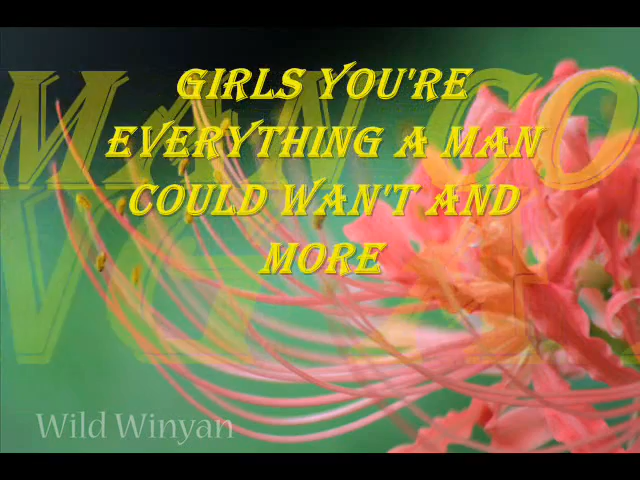 GIRLS YOU'RE
EVERYTHING A MAN
COULD WAN'T AND
MORE
Wild Winyan